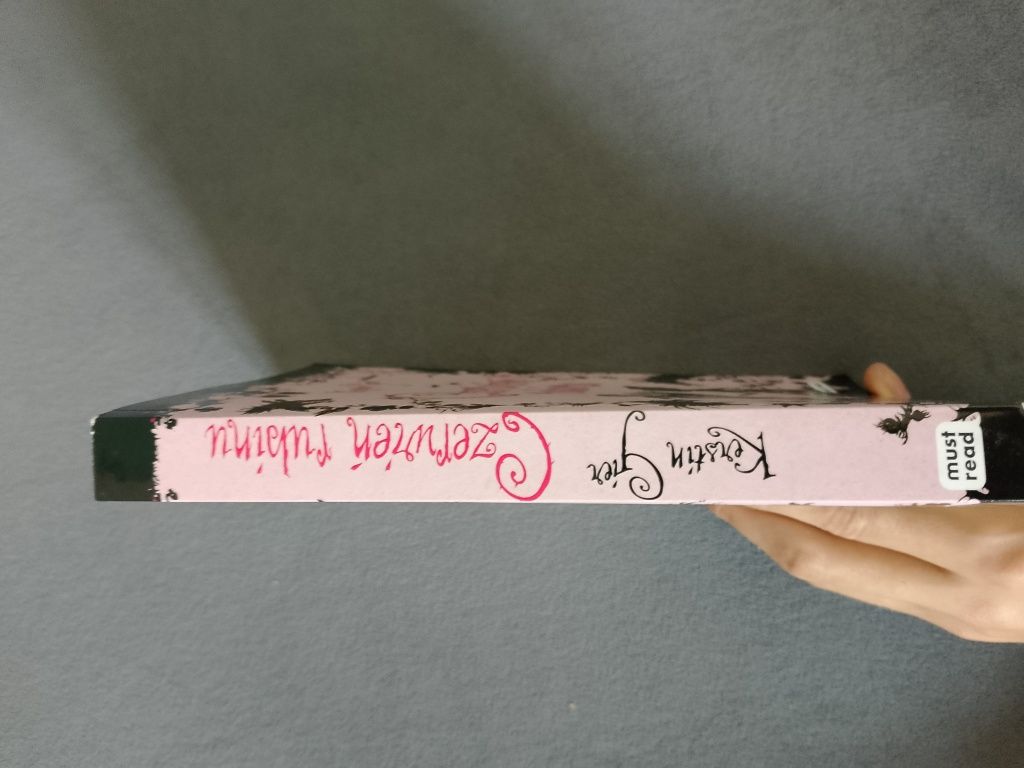 Kerstin Gier
Czerwień rubinu
must
read